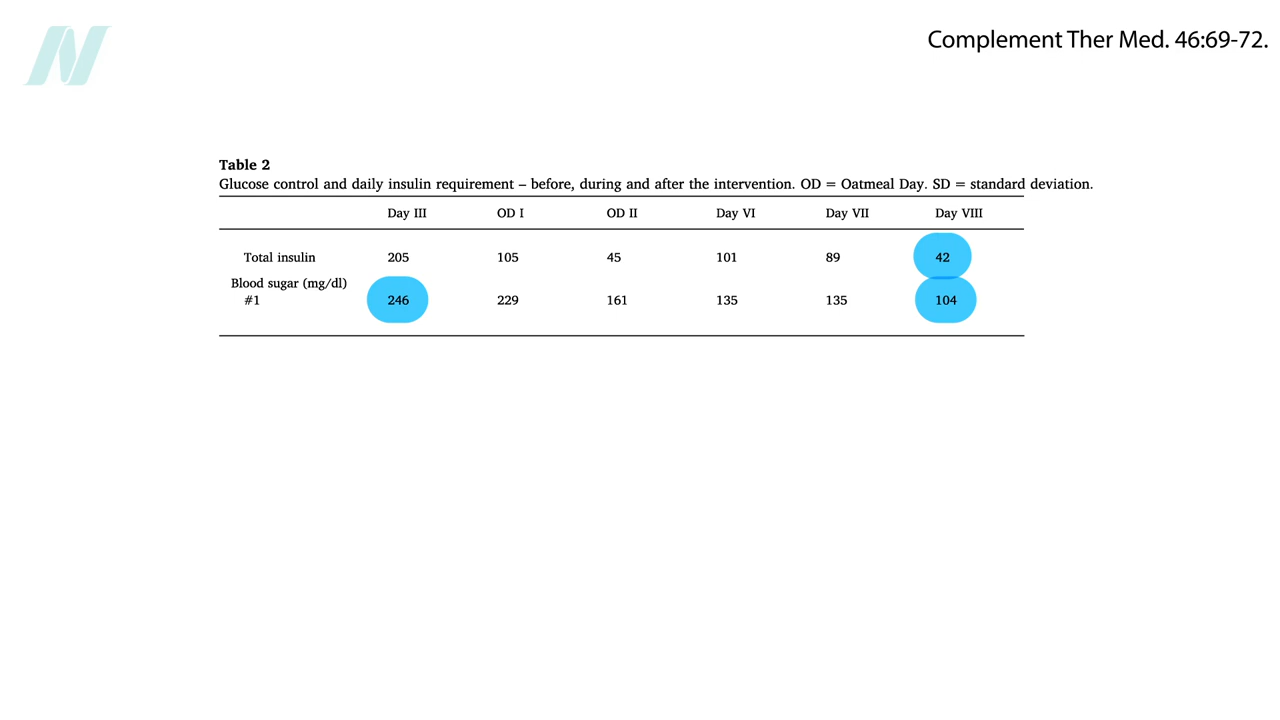 Complement Ther Med. 46:69-72.
Table 2
Glucose control and daily insulin requirement – before, during and after the intervention. OD = Oatmeal Day. SD = standard deviation.
Day III OD I OD II Day VI Day VII Day VIII
Total insulin 205 105 45 101 89 42
Blood sugar (mg/dl)
#1 246 229 161 135 135 104